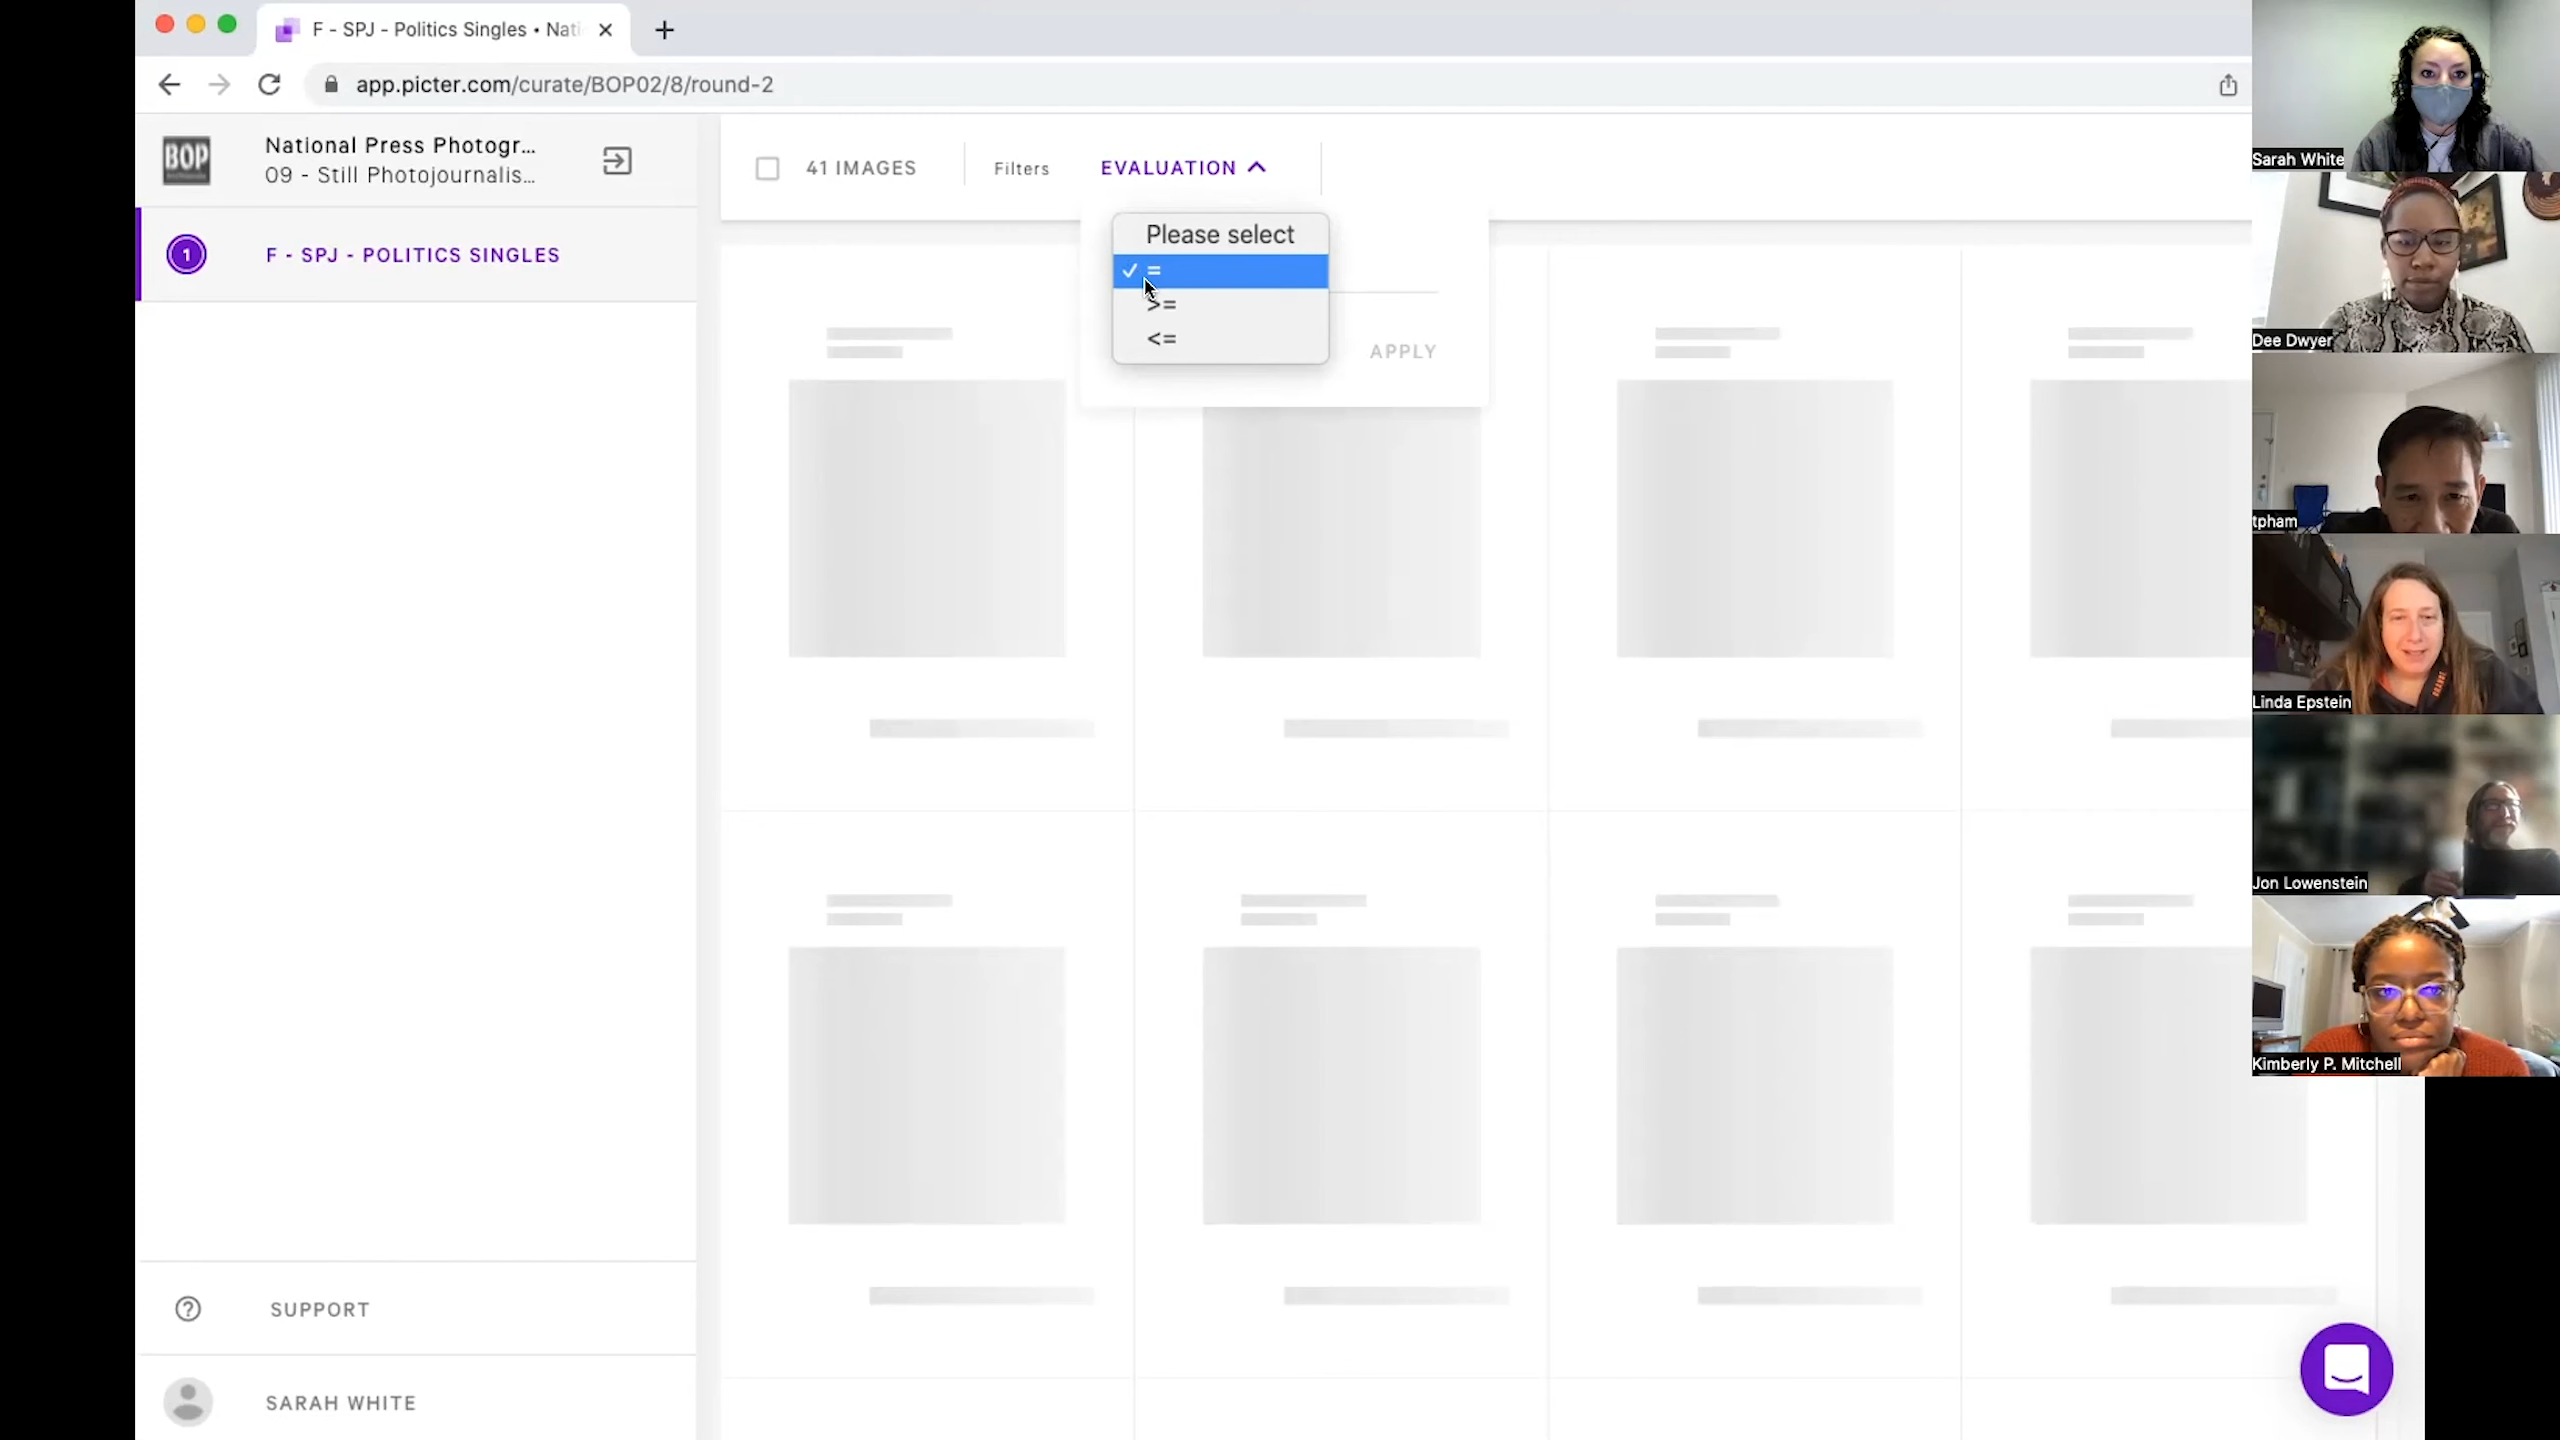 F - SPJ - Politics Singles • Nati
app.picter.com/curate/BOP02/8/round-2
BOP
National Press Photogr...
09 - Still Photojournalis...
1
F - SPJ - POLITICS SINGLES
41 IMAGES
Filters
EVALUATION
Please select
=
>=
<=
APPLY
SUPPORT
SARAH WHITE
Sarah White
Dee Dwyer
tpham
Linda Epstein
Jon Lowenstein
Kimberly P. Mitchell